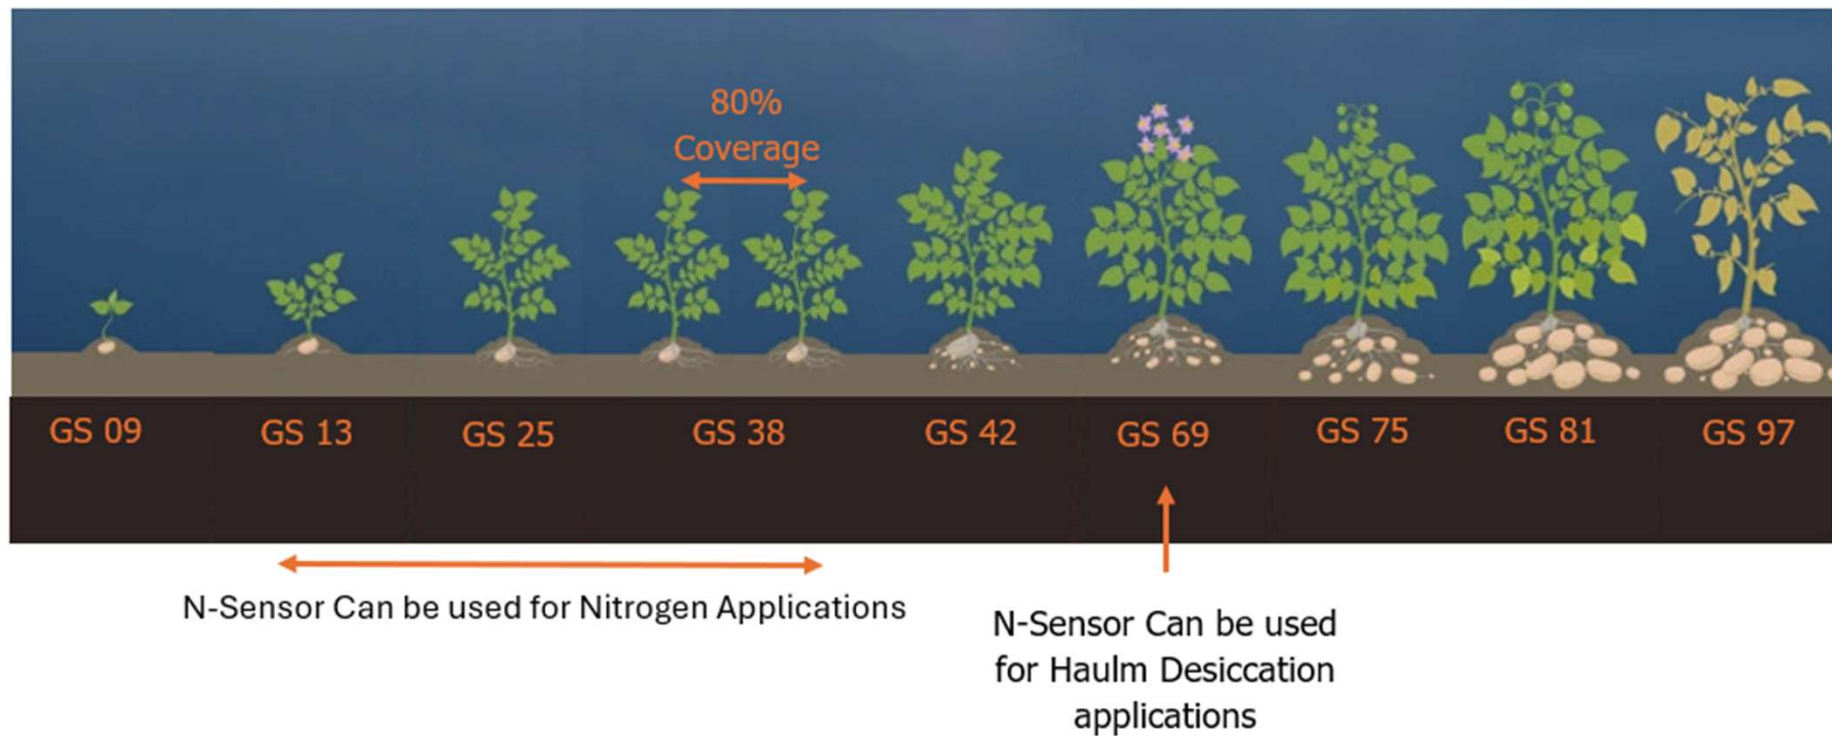 80%
Coverage
GS 09 GS 13 GS 25 GS 38 GS 42 GS 69 GS 75 GS 81 GS 97
N-Sensor Can be used for Nitrogen Applications
N-Sensor Can be used
for Haulm Desiccation
applications